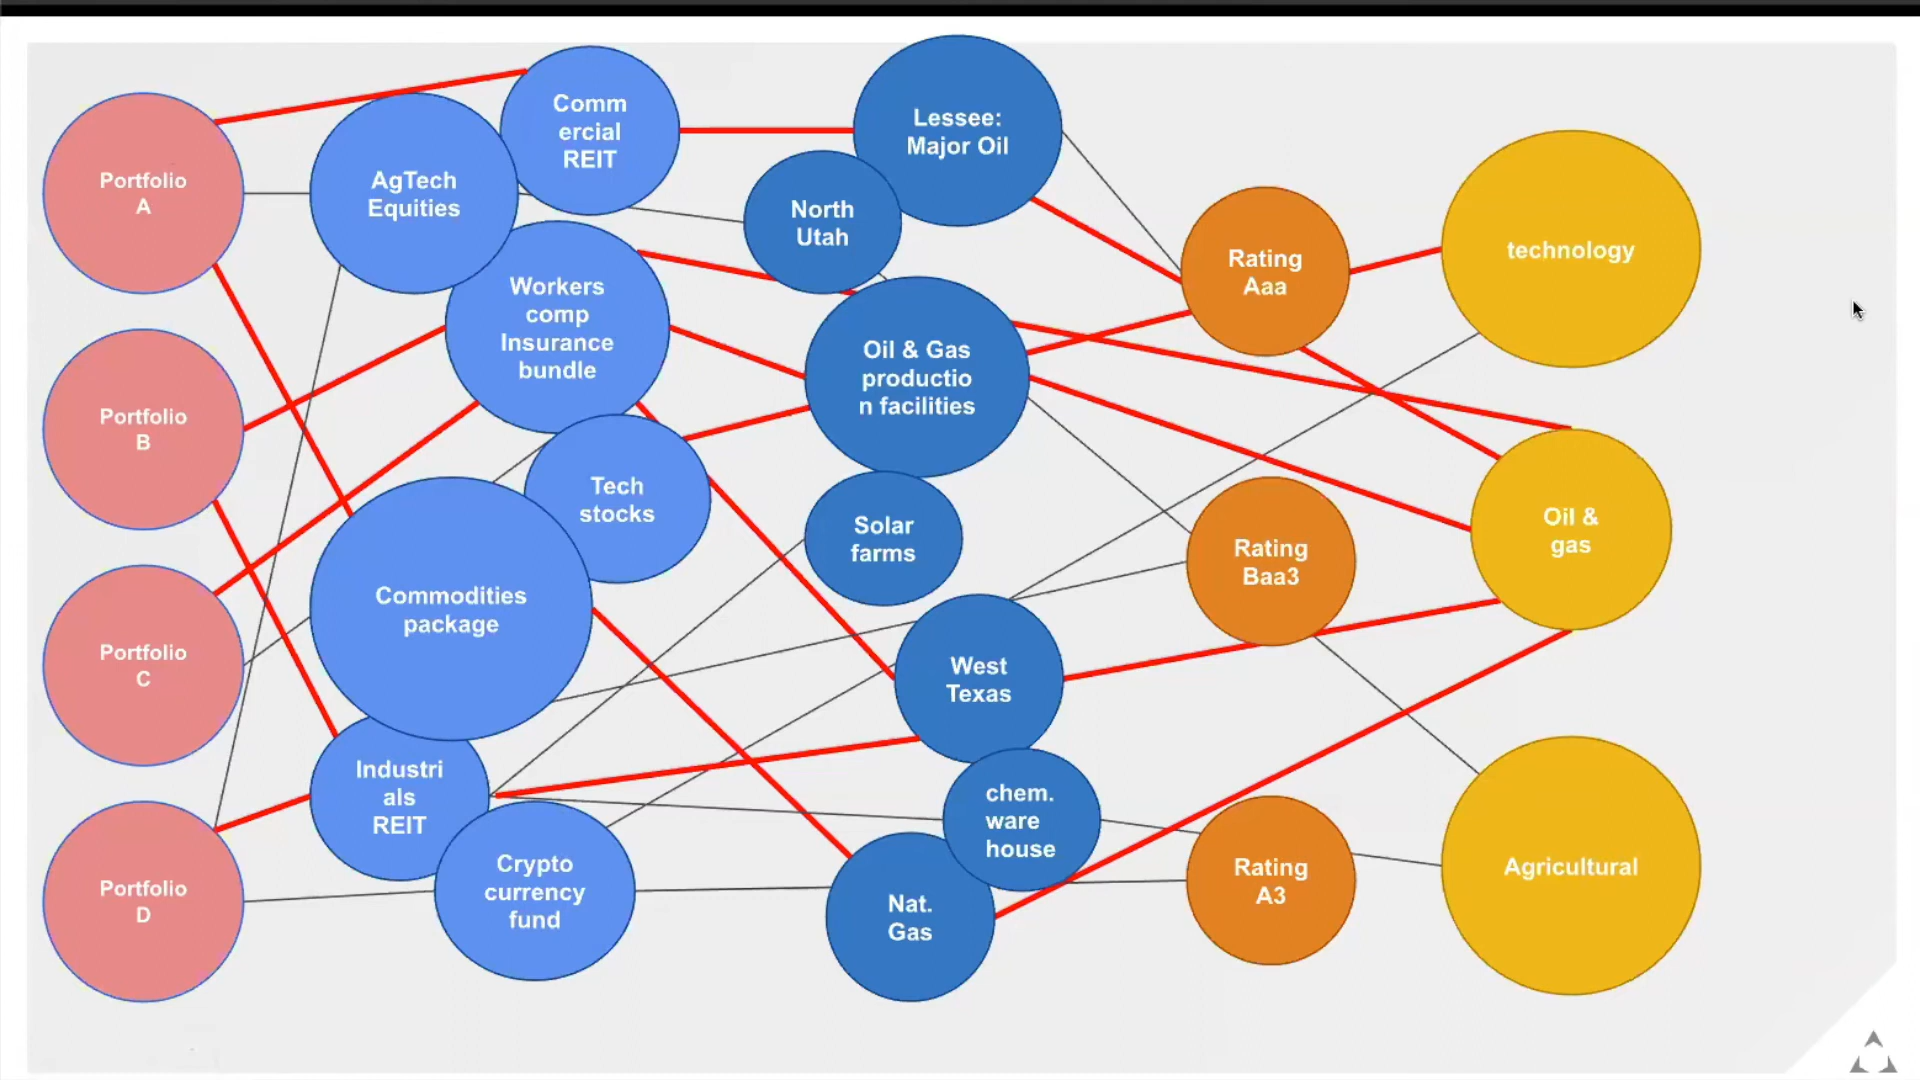 Portfolio
A
Portfolio
B
Portfolio
C
Portfolio
D
AgTech
Equities
Comm
ercial
REIT
Workers
comp
Insurance
bundle
Tech
stocks
Commodities
package
Industri
als
REIT
Crypto
currency
fund
Lessee:
Major Oil
North
Utah
Oil & Gas
productio
n facilities
Solar
farms
West
Texas
chem.
ware
house
Nat.
Gas
Rating
Aaa
Rating
Baa3
Rating
A3
technology
Oil &
gas
Agricultural